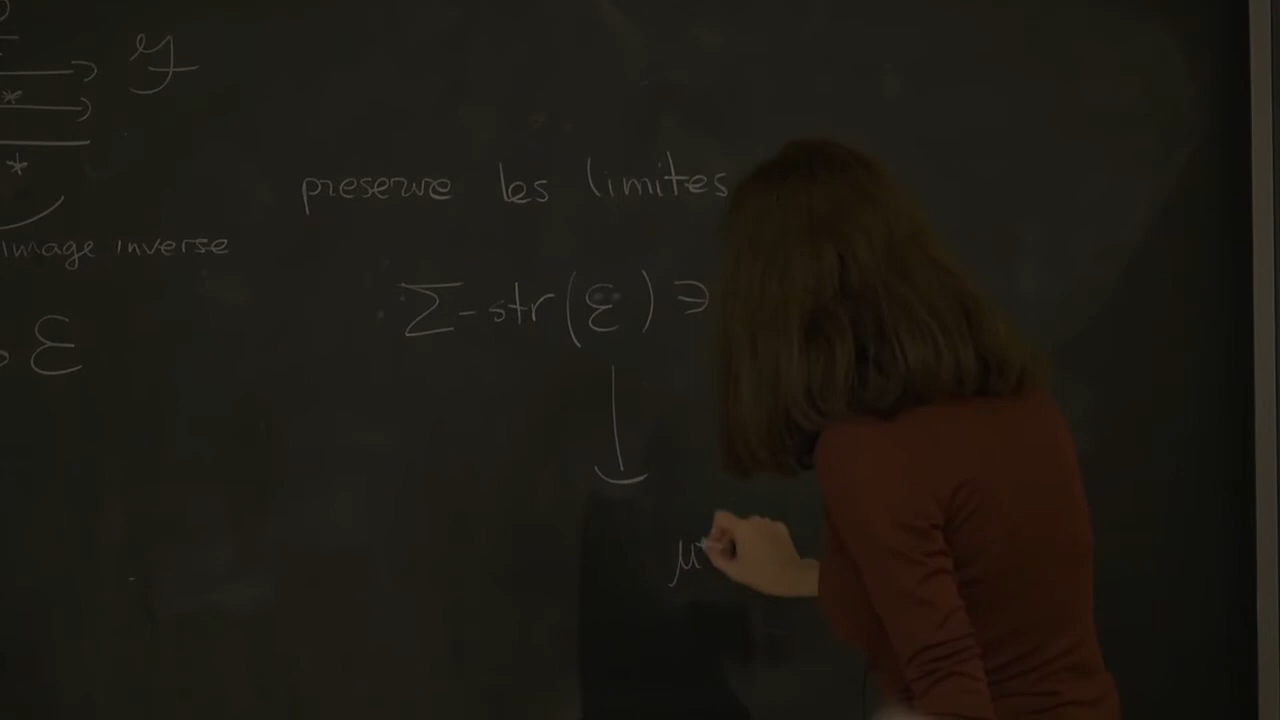 𝒴
*
*
preserve les limites
image inverse
Σ-str(ℰ) ∋
ℰ
↓
μ*